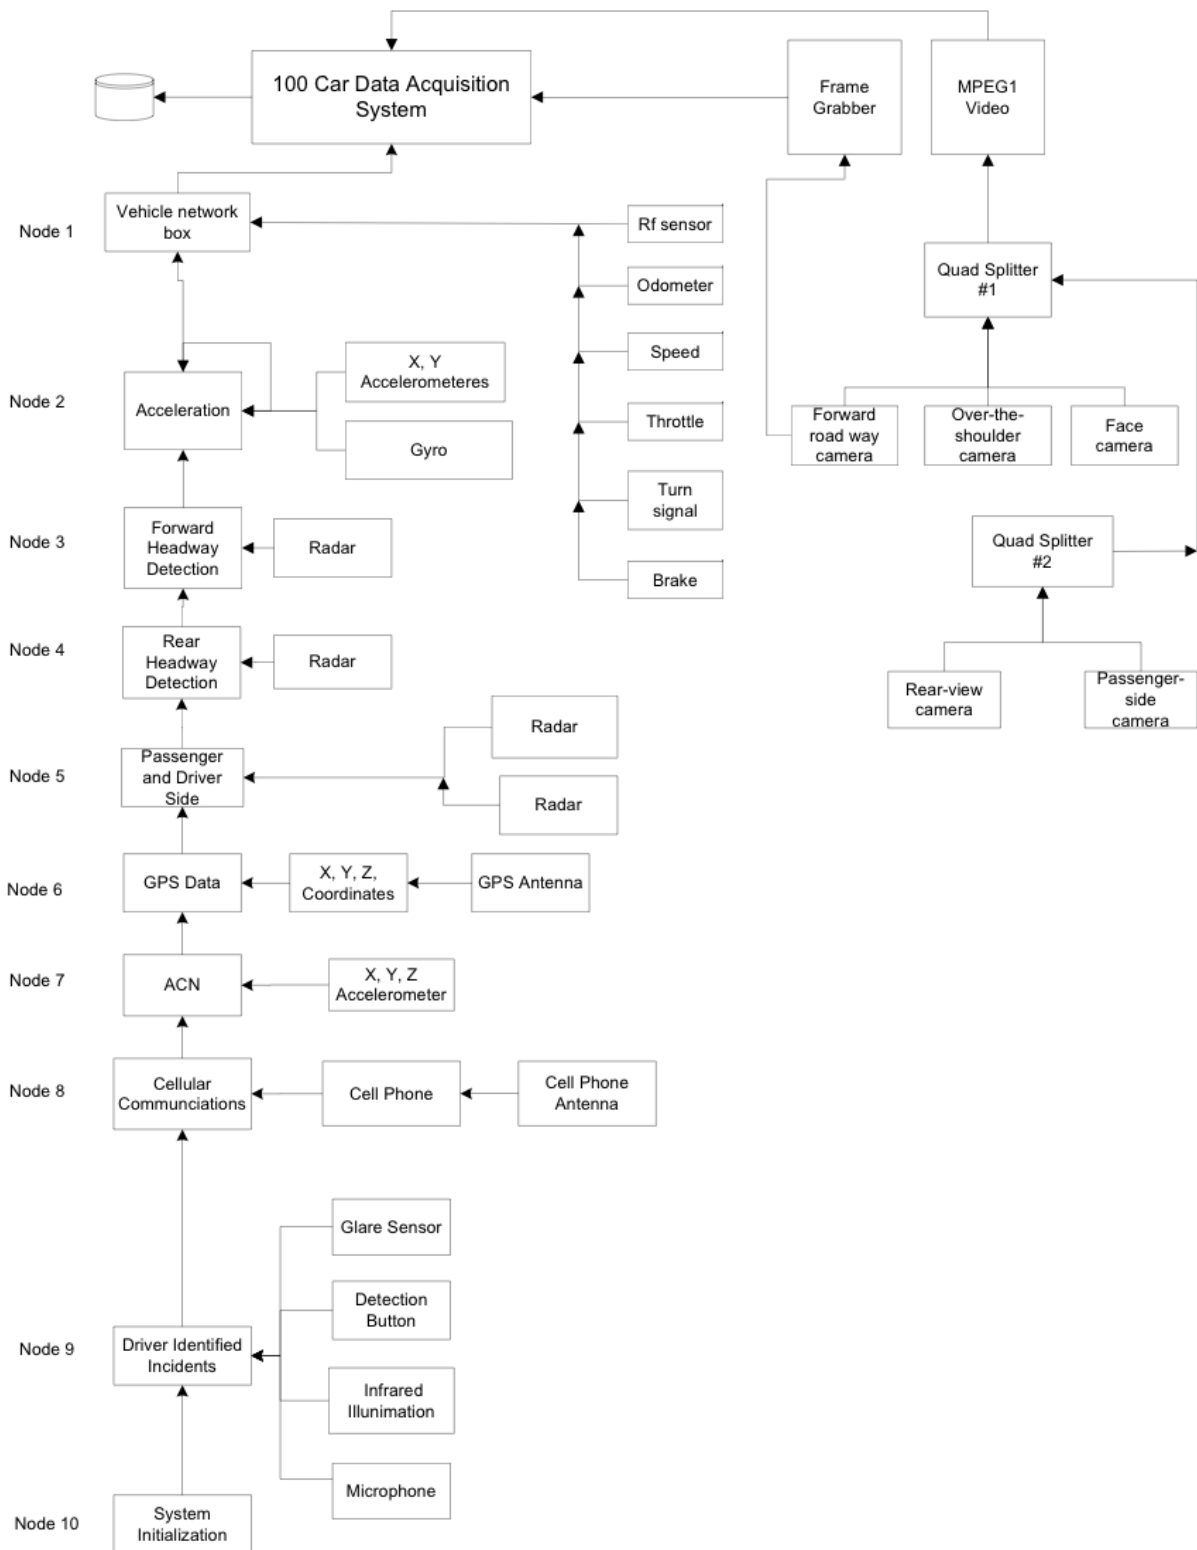 100 Car Data Acquisition
System
Frame
Grabber
MPEG1
Video
Node 1
Vehicle network
box
Rf sensor
Odometer
Speed
Throttle
Turn
signal
Brake
Quad Splitter
#1
Forward
road way
camera
Over-the-
shoulder
camera
Face
camera
Quad Splitter
#2
Rear-view
camera
Passenger-
side
camera
Node 2
Acceleration
X, Y
Accelerometeres
Gyro
Node 3
Forward
Headway
Detection
Radar
Node 4
Rear
Headway
Detection
Radar
Node 5
Passenger
and Driver
Side
Radar
Radar
Node 6
GPS Data
X, Y, Z,
Coordinates
GPS Antenna
Node 7
ACN
X, Y, Z
Accelerometer
Node 8
Cellular
Communciations
Cell Phone
Cell Phone
Antenna
Node 9
Driver Identified
Incidents
Glare Sensor
Detection
Button
Infrared
Illunimation
Microphone
Node 10
System
Initialization